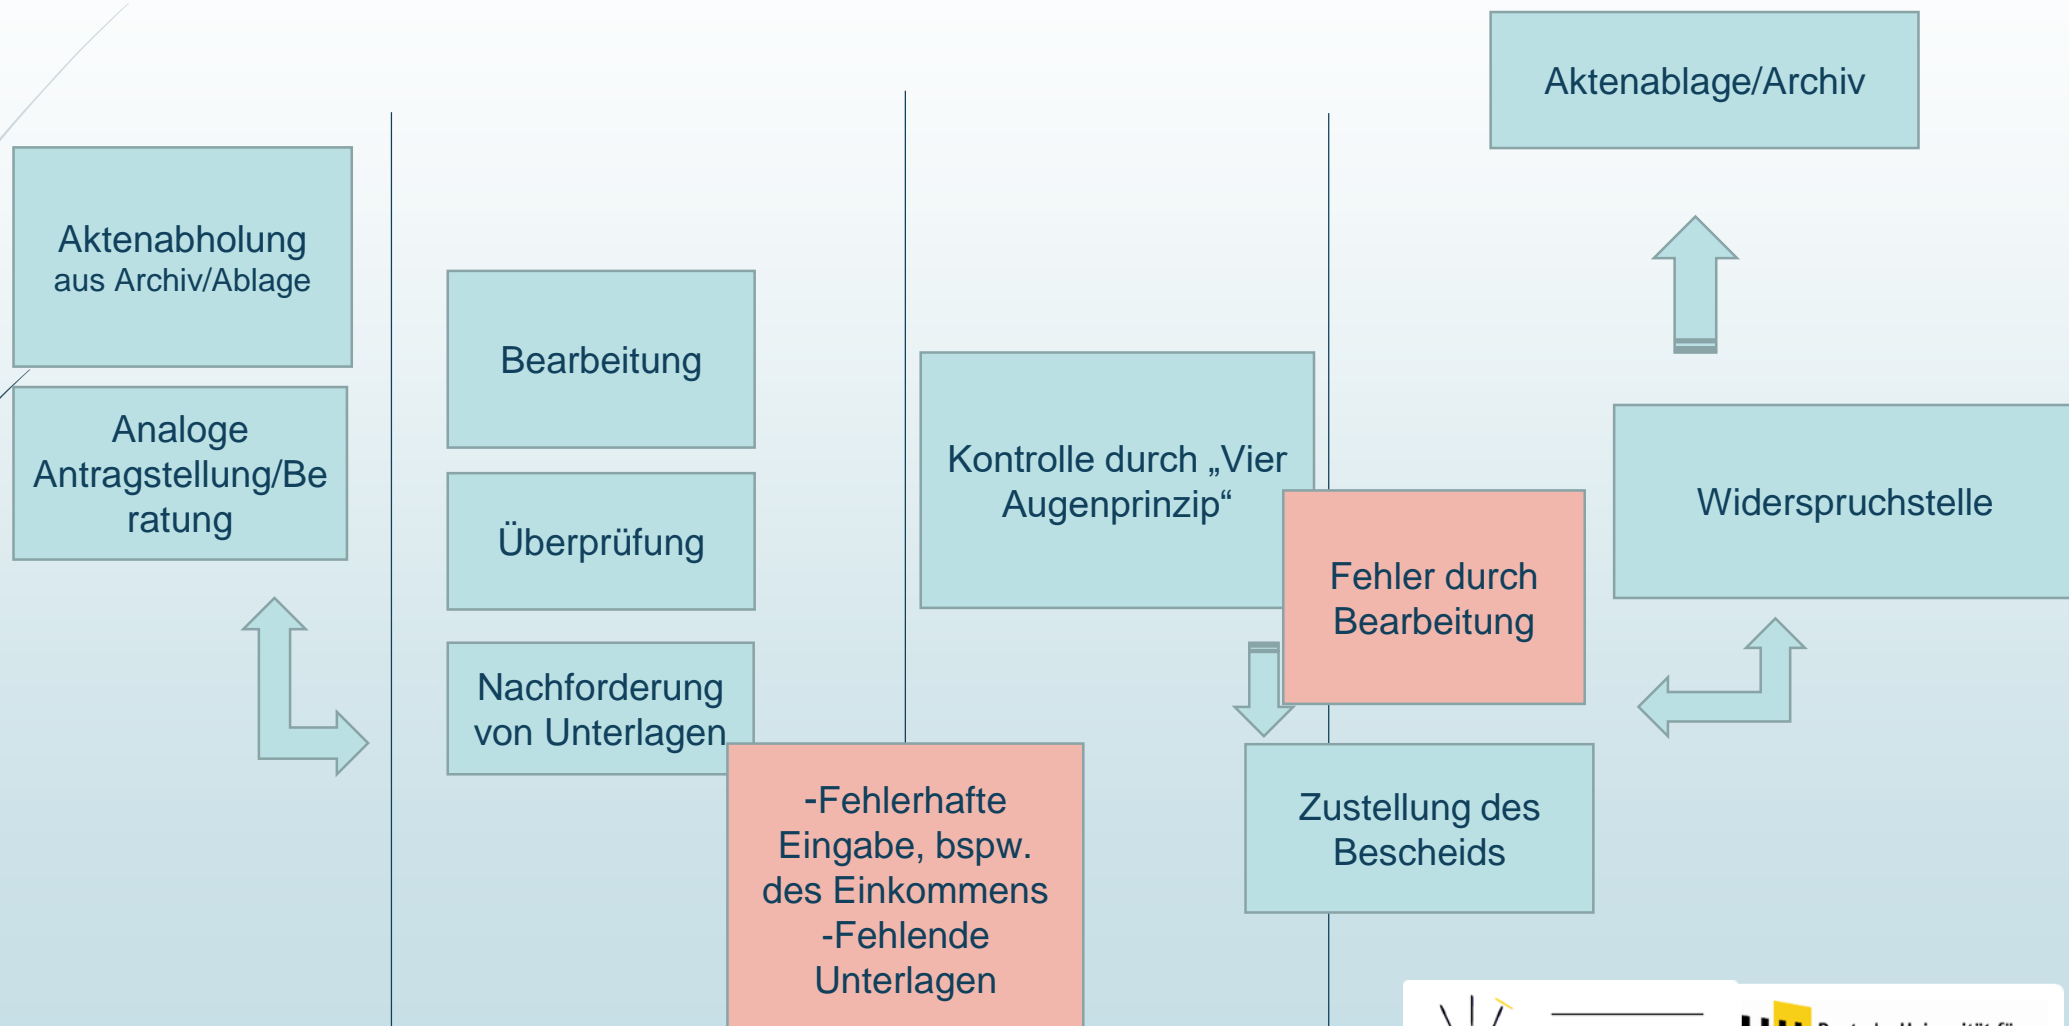 Aktenabholung
aus Archiv/Ablage
Analoge
Antragstellung/Be
ratung
Bearbeitung
Überprüfung
Nachforderung
von Unterlagen
-Fehlerhafte
Eingabe, bspw.
des Einkommens
-Fehlende
Unterlagen
Kontrolle durch „Vier
Augenprinzip“
Fehler durch
Bearbeitung
Zustellung des
Bescheids
Aktenablage/Archiv
Widerspruchstelle